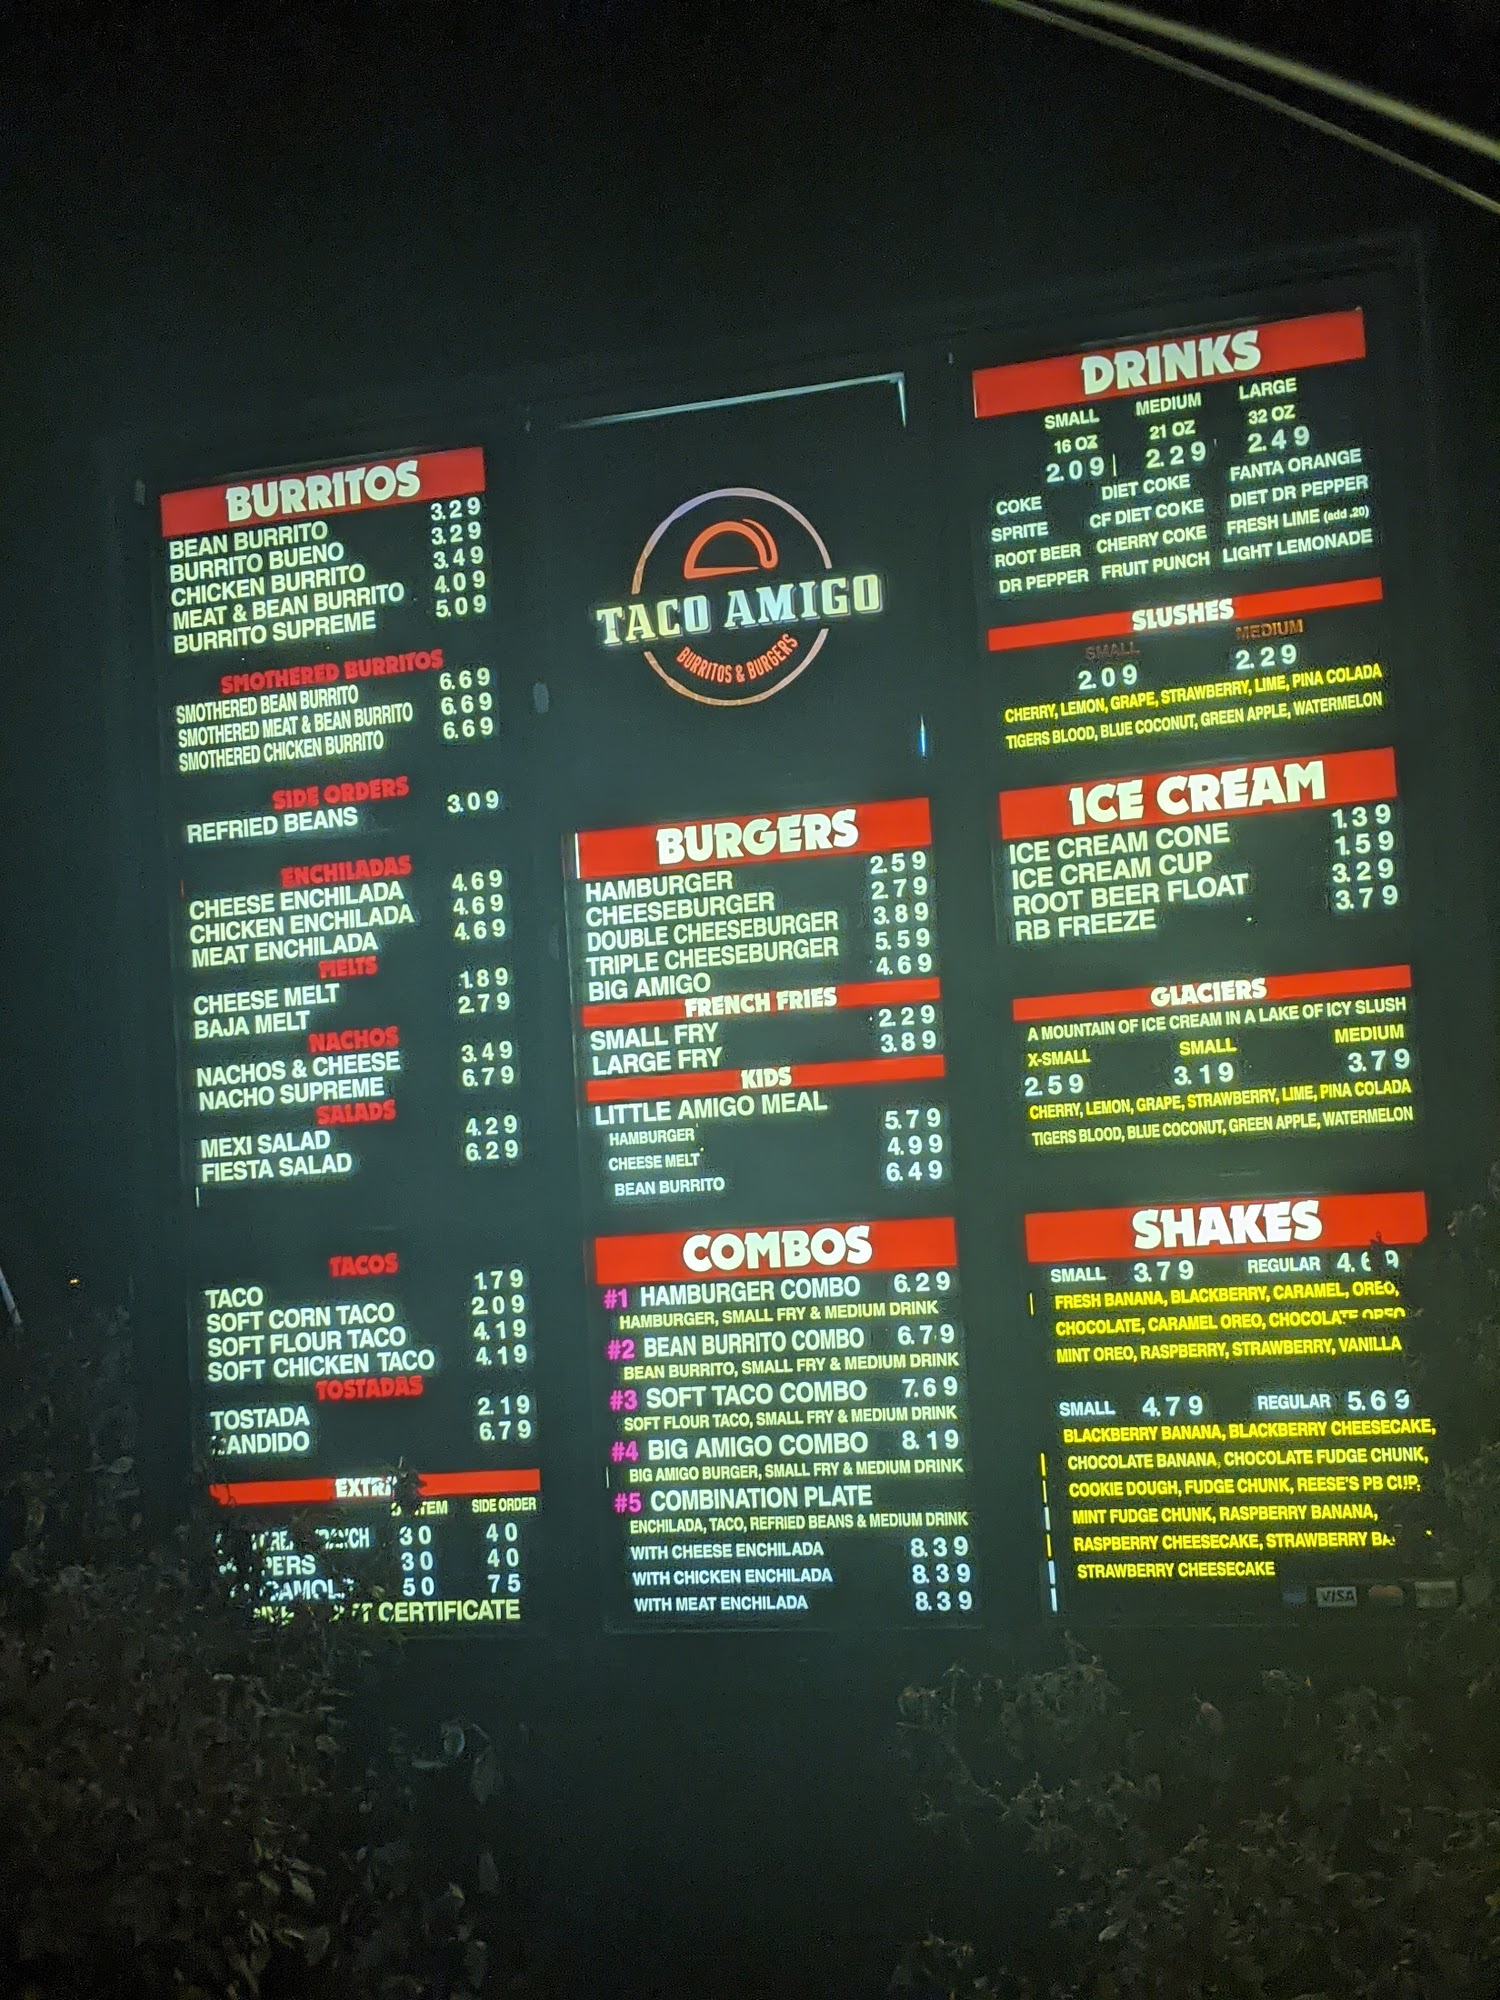 BURRITOS
BEAN BURRITO 3.29
BURRITO BUENO 3.29
CHICKEN BURRITO 3.49
MEAT & BEAN BURRITO 4.09
BURRITO SUPREME 5.09
SMOTHERED BURRITOS
SMOTHERED BEAN BURRITO 6.69
SMOTHERED MEAT & BEAN BURRITO 6.69
SMOTHERED CHICKEN BURRITO 6.69
SIDE ORDERS
REFRIED BEANS 3.09
ENCHILADAS
CHEESE ENCHILADA 4.69
CHICKEN ENCHILADA 4.69
MEAT ENCHILADA 4.69
MELTS
CHEESE MELT 1.89
BAJA MELT 2.79
NACHOS
NACHOS & CHEESE 3.49
NACHO SUPREME 6.79
SALADS
MEXI SALAD 4.29
FIESTA SALAD 6.29
TACOS
TACO 1.79
SOFT CORN TACO 2.09
SOFT FLOUR TACO 4.19
SOFT CHICKEN TACO 4.19
TOSTADAS
TOSTADA 2.19
CANDIDO 6.79
SIDE ORDER
30 40
30 40
50 75
CERTIFICATE
TACO AMIGO
BURRITOS & BURGERS
BURGERS
HAMBURGER 2.59
CHEESEBURGER 2.79
DOUBLE CHEESEBURGER 3.89
TRIPLE CHEESEBURGER 5.59
BIG AMIGO 4.69
FRENCH FRIES
SMALL FRY 2.29
LARGE FRY 3.89
KIDS
LITTLE AMIGO MEAL
HAMBURGER 5.79
CHEESE MELT 4.99
BEAN BURRITO 6.49
COMBOS
#1 HAMBURGER COMBO 6.29
HAMBURGER, SMALL FRY & MEDIUM DRINK
#2 BEAN BURRITO COMBO 6.79
BEAN BURRITO, SMALL FRY & MEDIUM DRINK
#3 SOFT TACO COMBO 7.69
SOFT FLOUR TACO, SMALL FRY & MEDIUM DRINK
#4 BIG AMIGO COMBO 8.19
BIG AMIGO BURGER, SMALL FRY & MEDIUM DRINK
#5 COMBINATION PLATE
ENCHILADA, TACO, REFRIED BEANS & MEDIUM DRINK
WITH CHEESE ENCHILADA 8.39
WITH CHICKEN ENCHILADA 8.39
WITH MEAT ENCHILADA 8.39
DRINKS
SMALL MEDIUM LARGE
16 OZ 21 OZ 32 OZ
2.09 2.29 2.49
COKE DIET COKE FANTA ORANGE
SPRITE CF DIET COKE DIET DR PEPPER
ROOT BEER CHERRY COKE FRESH LIME (add .20)
DR PEPPER FRUIT PUNCH LIGHT LEMONADE
SLUSHES
SMALL MEDIUM
2.09 2.29
CHERRY, LEMON, GRAPE, STRAWBERRY, LIME, PINA COLADA
TIGERS BLOOD, BLUE COCONUT, GREEN APPLE, WATERMELON
ICE CREAM
ICE CREAM CONE 1.39
ICE CREAM CUP 1.59
ROOT BEER FLOAT 3.29
RB FREEZE 3.79
GLACIERS
A MOUNTAIN OF ICE CREAM IN A LAKE OF ICY SLUSH
X-SMALL SMALL MEDIUM
2.59 3.19 3.79
CHERRY, LEMON, GRAPE, STRAWBERRY, LIME, PINA COLADA
TIGERS BLOOD, BLUE COCONUT, GREEN APPLE, WATERMELON
SHAKES
SMALL 3.79 REGULAR 4.69
FRESH BANANA, BLACKBERRY, CARAMEL, OREO,
CHOCOLATE, CARAMEL OREO, CHOCOLATE OREO
MINT OREO, RASPBERRY, STRAWBERRY, VANILLA
SMALL 4.79 REGULAR 5.69
BLACKBERRY BANANA, BLACKBERRY CHEESECAKE,
CHOCOLATE BANANA, CHOCOLATE FUDGE CHUNK,
COOKIE DOUGH, FUDGE CHUNK, REESE'S PB CUP,
MINT FUDGE CHUNK, RASPBERRY BANANA,
RASPBERRY CHEESECAKE, STRAWBERRY
STRAWBERRY CHEESECAKE
VISA